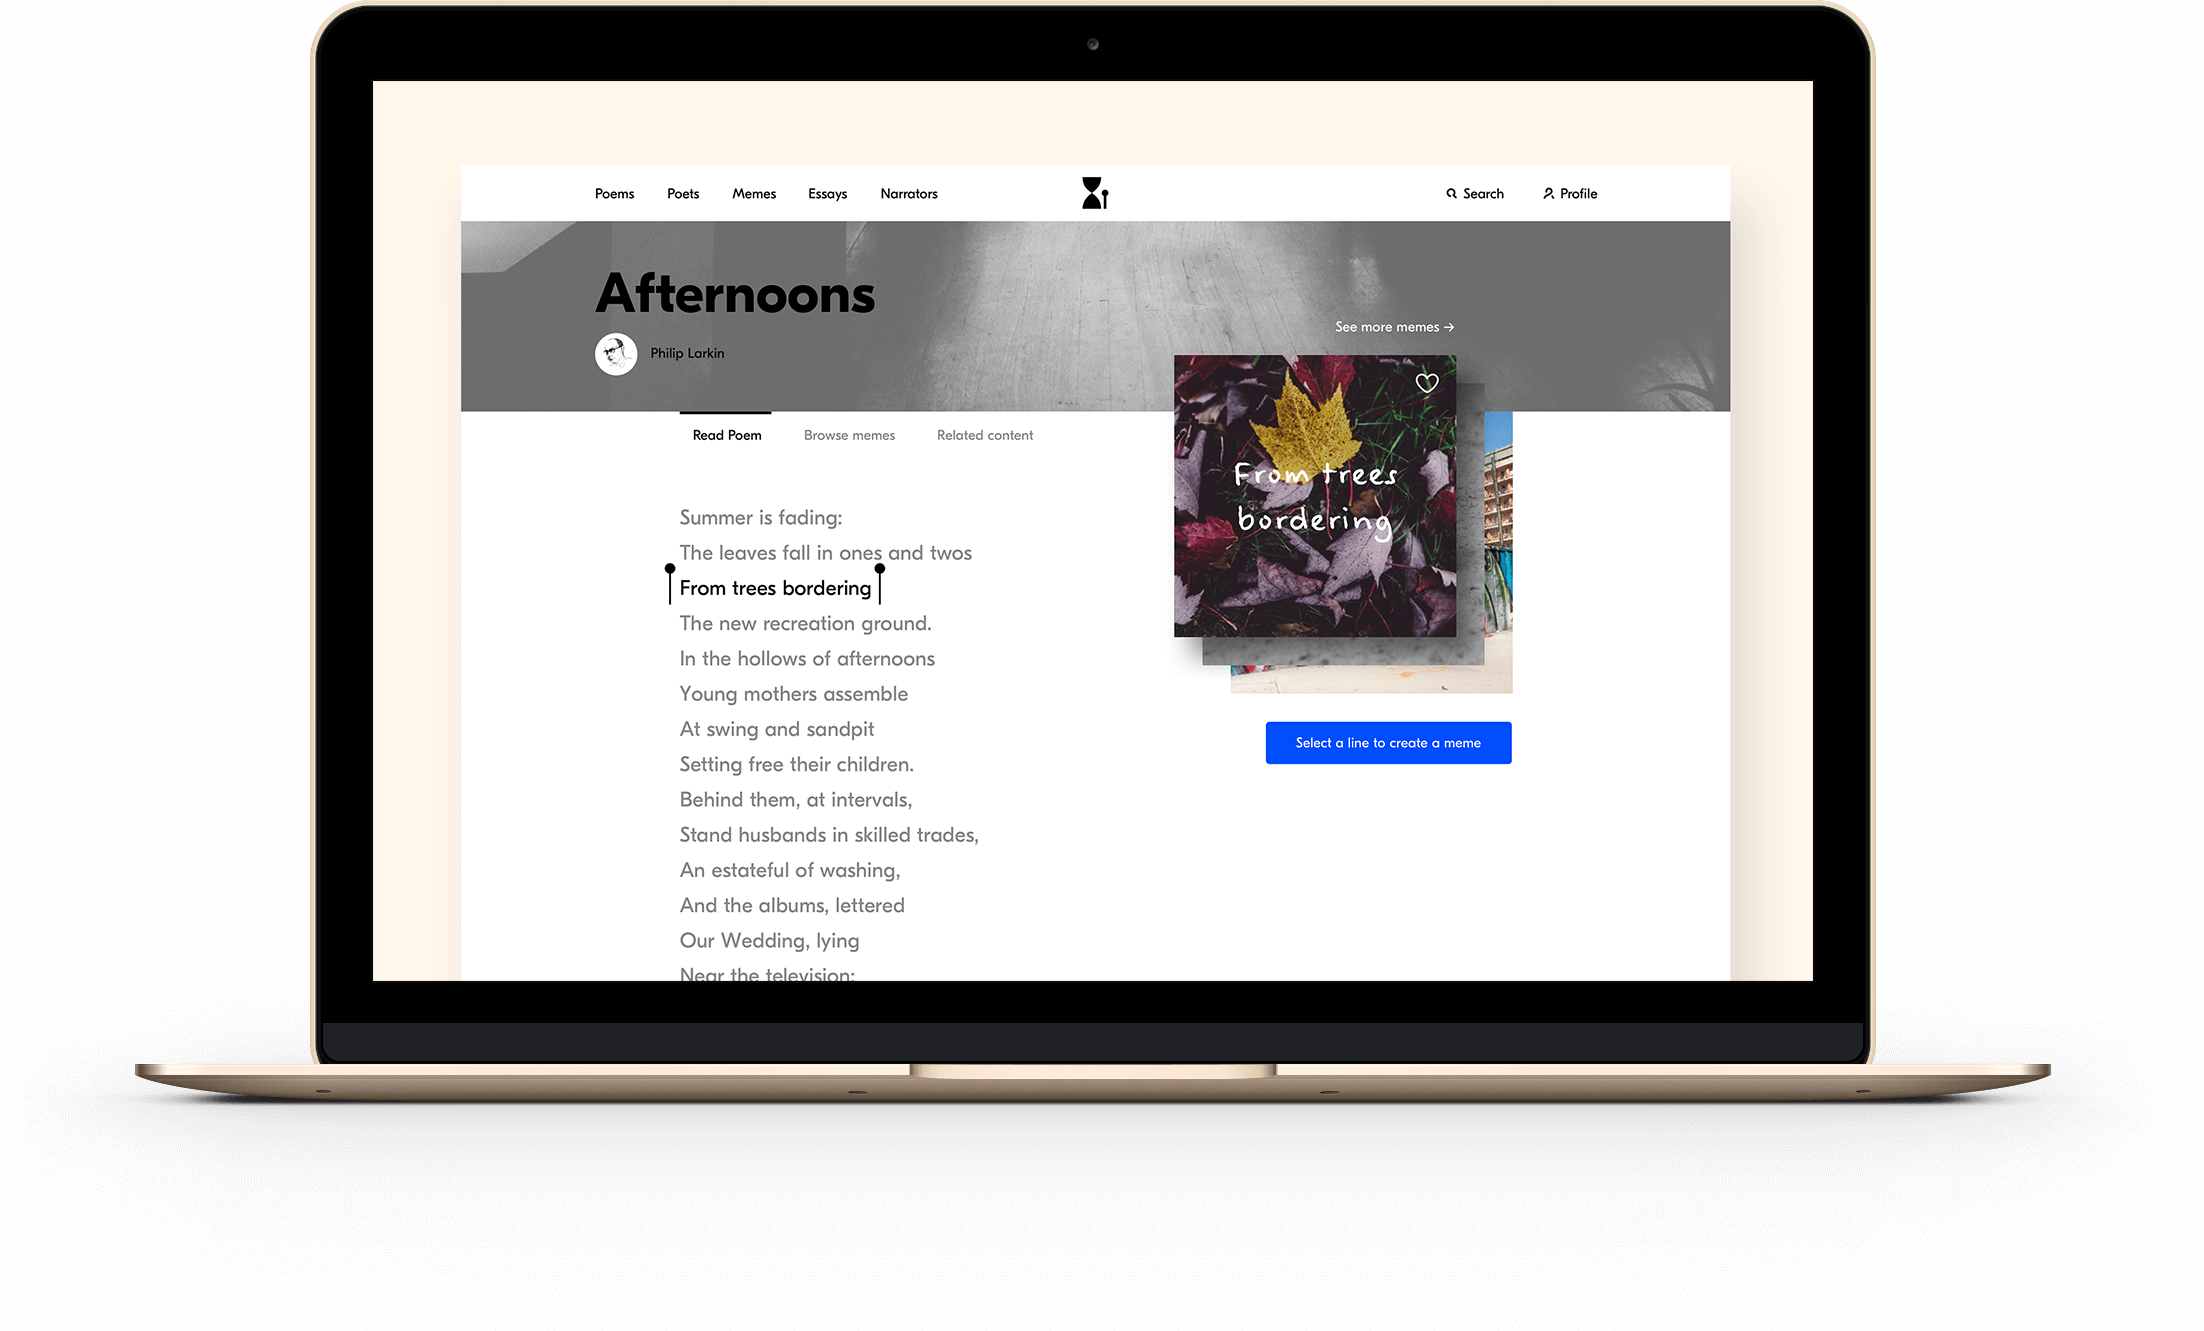 Poems
Poets
Memes
Essays
Narrators
Search
Profile
Afternoons
Philip Larkin
See more memes →
Read Poem
Browse memes
Related content
From trees
bordering
Summer is fading:
The leaves fall in ones and twos
From trees bordering
The new recreation ground.
In the hollows of afternoons
Young mothers assemble
At swing and sandpit
Setting free their children.
Behind them, at intervals,
Stand husbands in skilled trades,
An estateful of washing,
And the albums, lettered
Our Wedding, lying
Near the television:
Select a line to create a meme